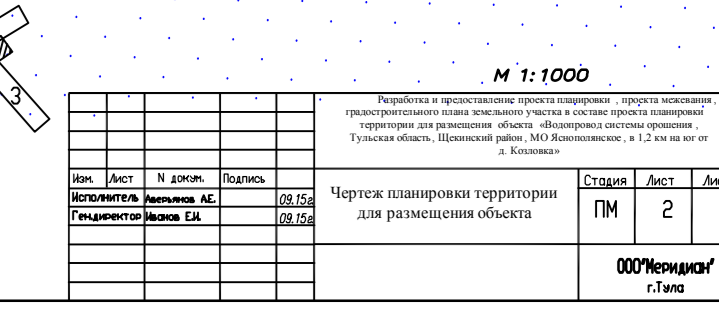 3
М 1:1000
Разработка и предоставление проекта планировки , проекта межевания ,
градостроительного плана земельного участка в составе проекта планировки
территории для размещения объекта «Водопровод системы орошения ,
Тульская область , Щекинский район , МО Яснополянское , в 1,2 км на юг от
д. Козловка»
Изм. Лист N докум. Подпись
Исполнитель Аверьянов А.Е. 09.15г
Ген.директор Иванов Е.И. 09.15г
Чертеж планировки территории
для размещения объекта
Стадия Лист
ПМ 2
ООО"Меридиан"
г.Тула